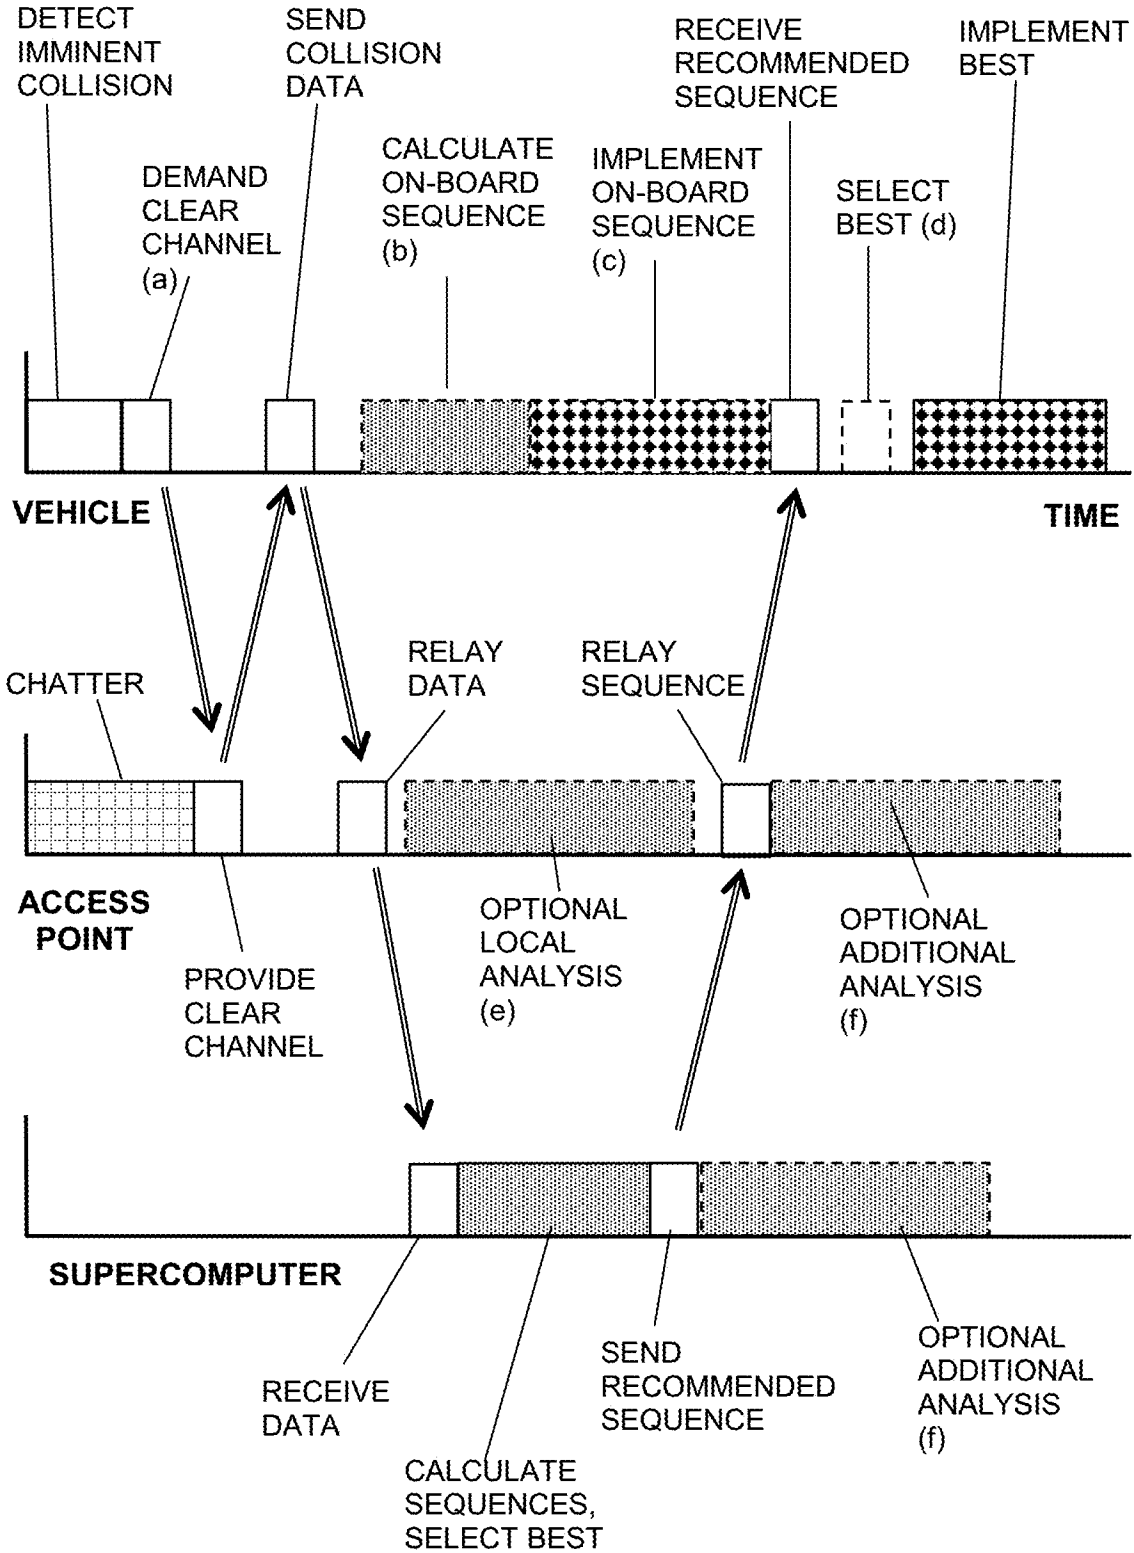 DETECT
IMMINENT
COLLISION
SEND
COLLISION
DATA
RECEIVE
RECOMMENDED
SEQUENCE
IMPLEMENT
BEST
DEMAND
CLEAR
CHANNEL
(a)
CALCULATE
ON-BOARD
SEQUENCE
(b)
IMPLEMENT
ON-BOARD
SEQUENCE
(c)
SELECT
BEST (d)
VEHICLE
TIME
CHATTER
RELAY
DATA
RELAY
SEQUENCE
ACCESS
POINT
PROVIDE
CLEAR
CHANNEL
OPTIONAL
LOCAL
ANALYSIS
(e)
OPTIONAL
ADDITIONAL
ANALYSIS
(f)
SUPERCOMPUTER
RECEIVE
DATA
CALCULATE
SEQUENCES,
SELECT BEST
SEND
RECOMMENDED
SEQUENCE
OPTIONAL
ADDITIONAL
ANALYSIS
(f)